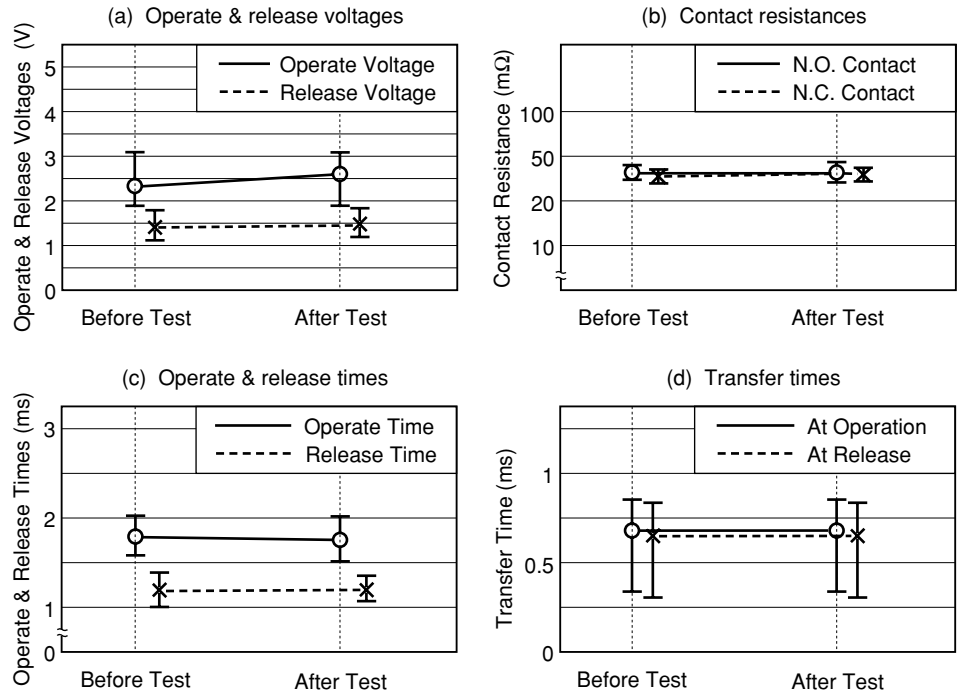 (a) Operate & release voltages
Operate & Release Voltages (V)
5
4
3
2
1
0
Operate Voltage
Release Voltage
Before Test
After Test
(b) Contact resistances
Contact Resistance (mΩ)
100
50
20
10
N.O. Contact
N.C. Contact
Before Test
After Test
(c) Operate & release times
Operate & Release Times (ms)
3
2
1
0
Operate Time
Release Time
Before Test
After Test
(d) Transfer times
Transfer Time (ms)
1
0.5
0
At Operation
At Release
Before Test
After Test